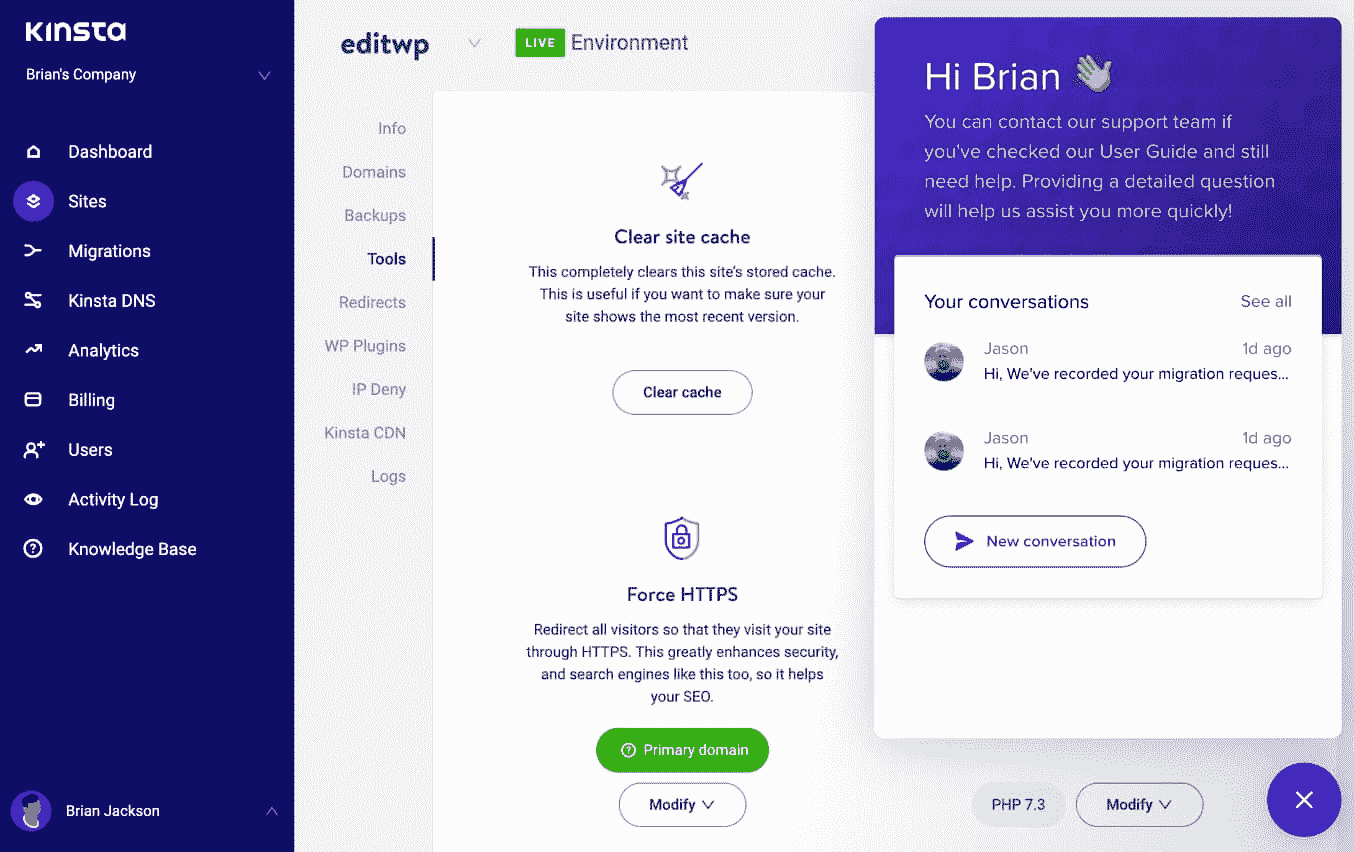 KINSTA
Brian's Company
Dashboard
Sites
Migrations
Kinsta DNS
Analytics
Billing
Users
Activity Log
Knowledge Base
Brian Jackson
editwp
LIVE Environment
Info
Domains
Backups
Tools
Redirects
WP Plugins
IP Deny
Kinsta CDN
Logs
Clear site cache
This completely clears this site's stored cache.
This is useful if you want to make sure your
site shows the most recent version.
Clear cache
Force HTTPS
Redirect all visitors so that they visit your site
through HTTPS. This greatly enhances security,
and search engines like this too, so it helps
your SEO.
Primary domain
Modify
PHP 7.3
Modify
Hi Brian 👋
You can contact our support team if
you've checked our User Guide and still
need help. Providing a detailed question
will help us assist you more quickly!
Your conversations
See all
Jason
1d ago
Hi, We've recorded your migration reques...
Jason
1d ago
Hi, We've recorded your migration reques...
New conversation